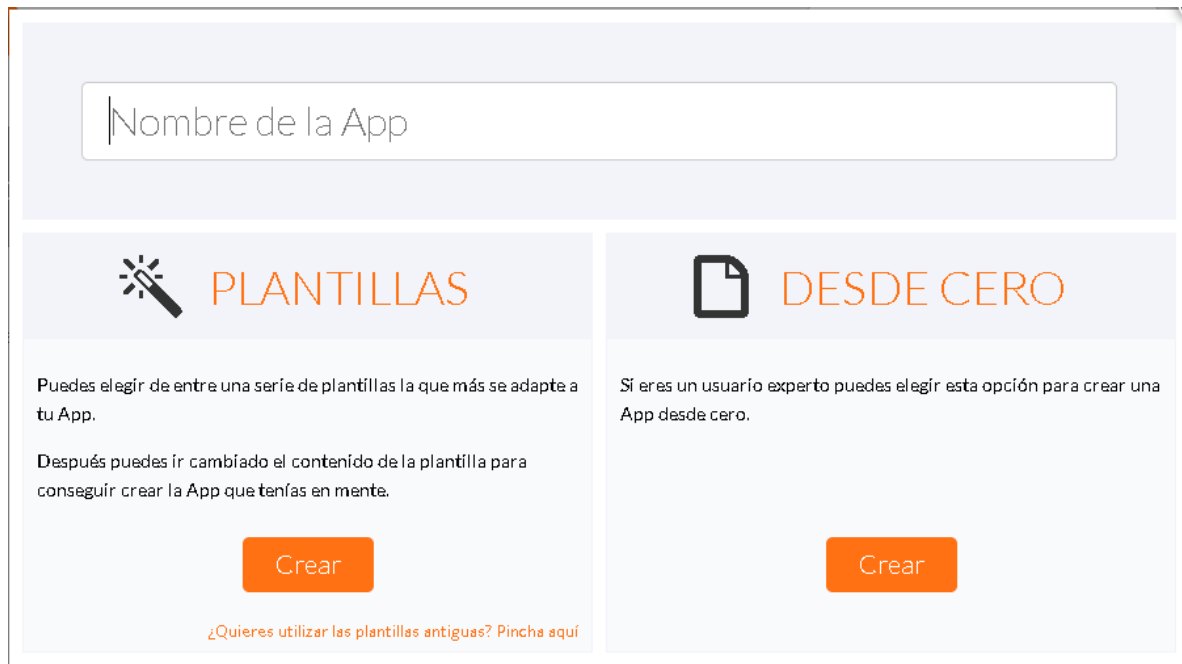 Nombre de la App
PLANTILLAS
Puedes elegir de entre una serie de plantillas la que más se adapte a
tu App.
Después puedes ir cambiado el contenido de la plantilla para
conseguir crear la App que tenías en mente.
Crear
¿Quieres utilizar las plantillas antiguas? Pincha aquí
DESDE CERO
Si eres un usuario experto puedes elegir esta opción para crear una
App desde cero.
Crear